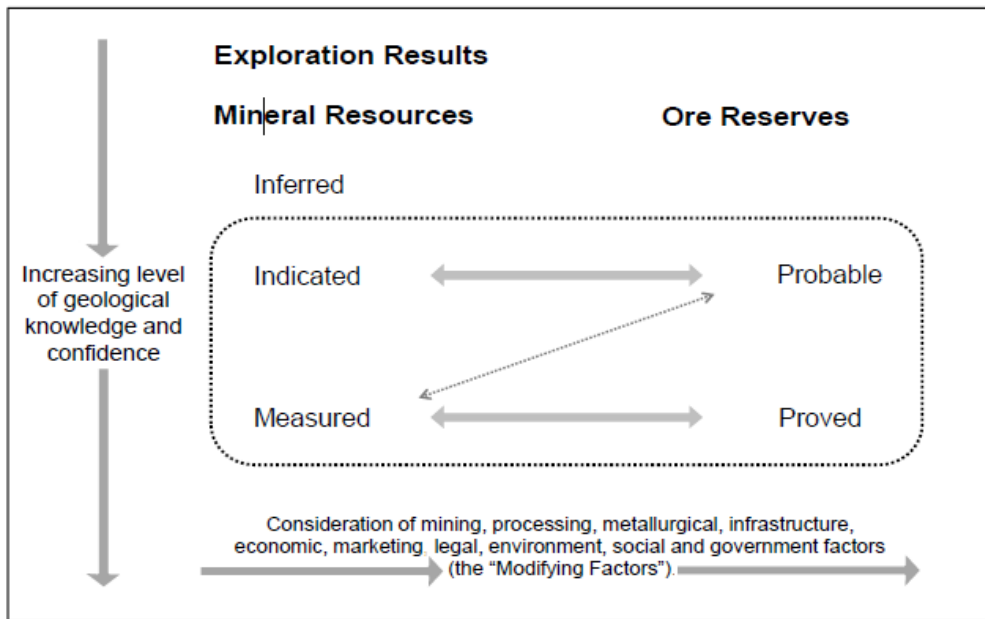 Exploration Results
Mineral Resources
Ore Reserves
Inferred
Increasing level
of geological
knowledge and
confidence
Indicated
Probable
Measured
Proved
Consideration of mining, processing, metallurgical, infrastructure,
economic, marketing, legal, environment, social and government factors
(the “Modifying Factors”).